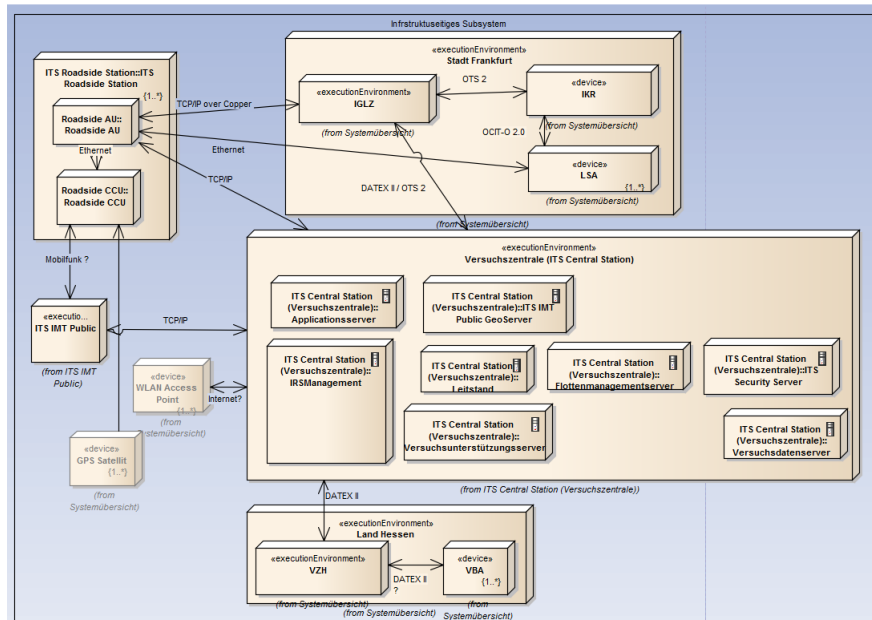 Infrstruktuseitiges Subsystem
ITS Roadside Station::ITS
Roadside Station
{1..*}
Roadside AU::
Roadside AU
Ethernet
Roadside CCU::
Roadside CCU
«executionEnvironment»
Stadt Frankfurt
«executionEnvironment»
IGLZ
(from Systemübersicht)
OTS 2
«device»
IKR
(from Systemübersicht)
OCIT-O 2.0
«device»
LSA
{1..*}
(from Systemübersicht)
(from Systemübersicht)
TCP/IP over Copper
Ethernet
TCP/IP
DATEX II / OTS 2
Mobilfunk ?
«executio...
ITS IMT Public
(from ITS IMT
Public)
TCP/IP
«device»
WLAN Access
Point
{1..*}
(from
Systemübersicht)
Internet?
«device»
GPS Satellit
{1..*}
(from
Systemübersicht)
«executionEnvironment»
Versuchszentrale (ITS Central Station)
ITS Central Station
(Versuchszentrale)::
Applicationsserver
ITS Central Station
(Versuchszentrale)::ITS IMT
Public GeoServer
ITS Central Station
(Versuchszentrale)::
IRSManagement
ITS Central Station
(Versuchszentrale)::
Leitstand
ITS Central Station
(Versuchszentrale)::
Flottenmanagementserver
ITS Central Station
(Versuchszentrale)::ITS
Security Server
ITS Central Station
(Versuchszentrale)::
Versuchsunterstützungsserver
ITS Central Station
(Versuchszentrale)::
Versuchsdatenserver
(from ITS Central Station (Versuchszentrale))
DATEX II
«executionEnvironment»
Land Hessen
«executionEnvironment»
VZH
(from Systemübersicht)
DATEX II
?
«device»
VBA
{1..*}
(from
Systemübersicht)
(from Systemübersicht)